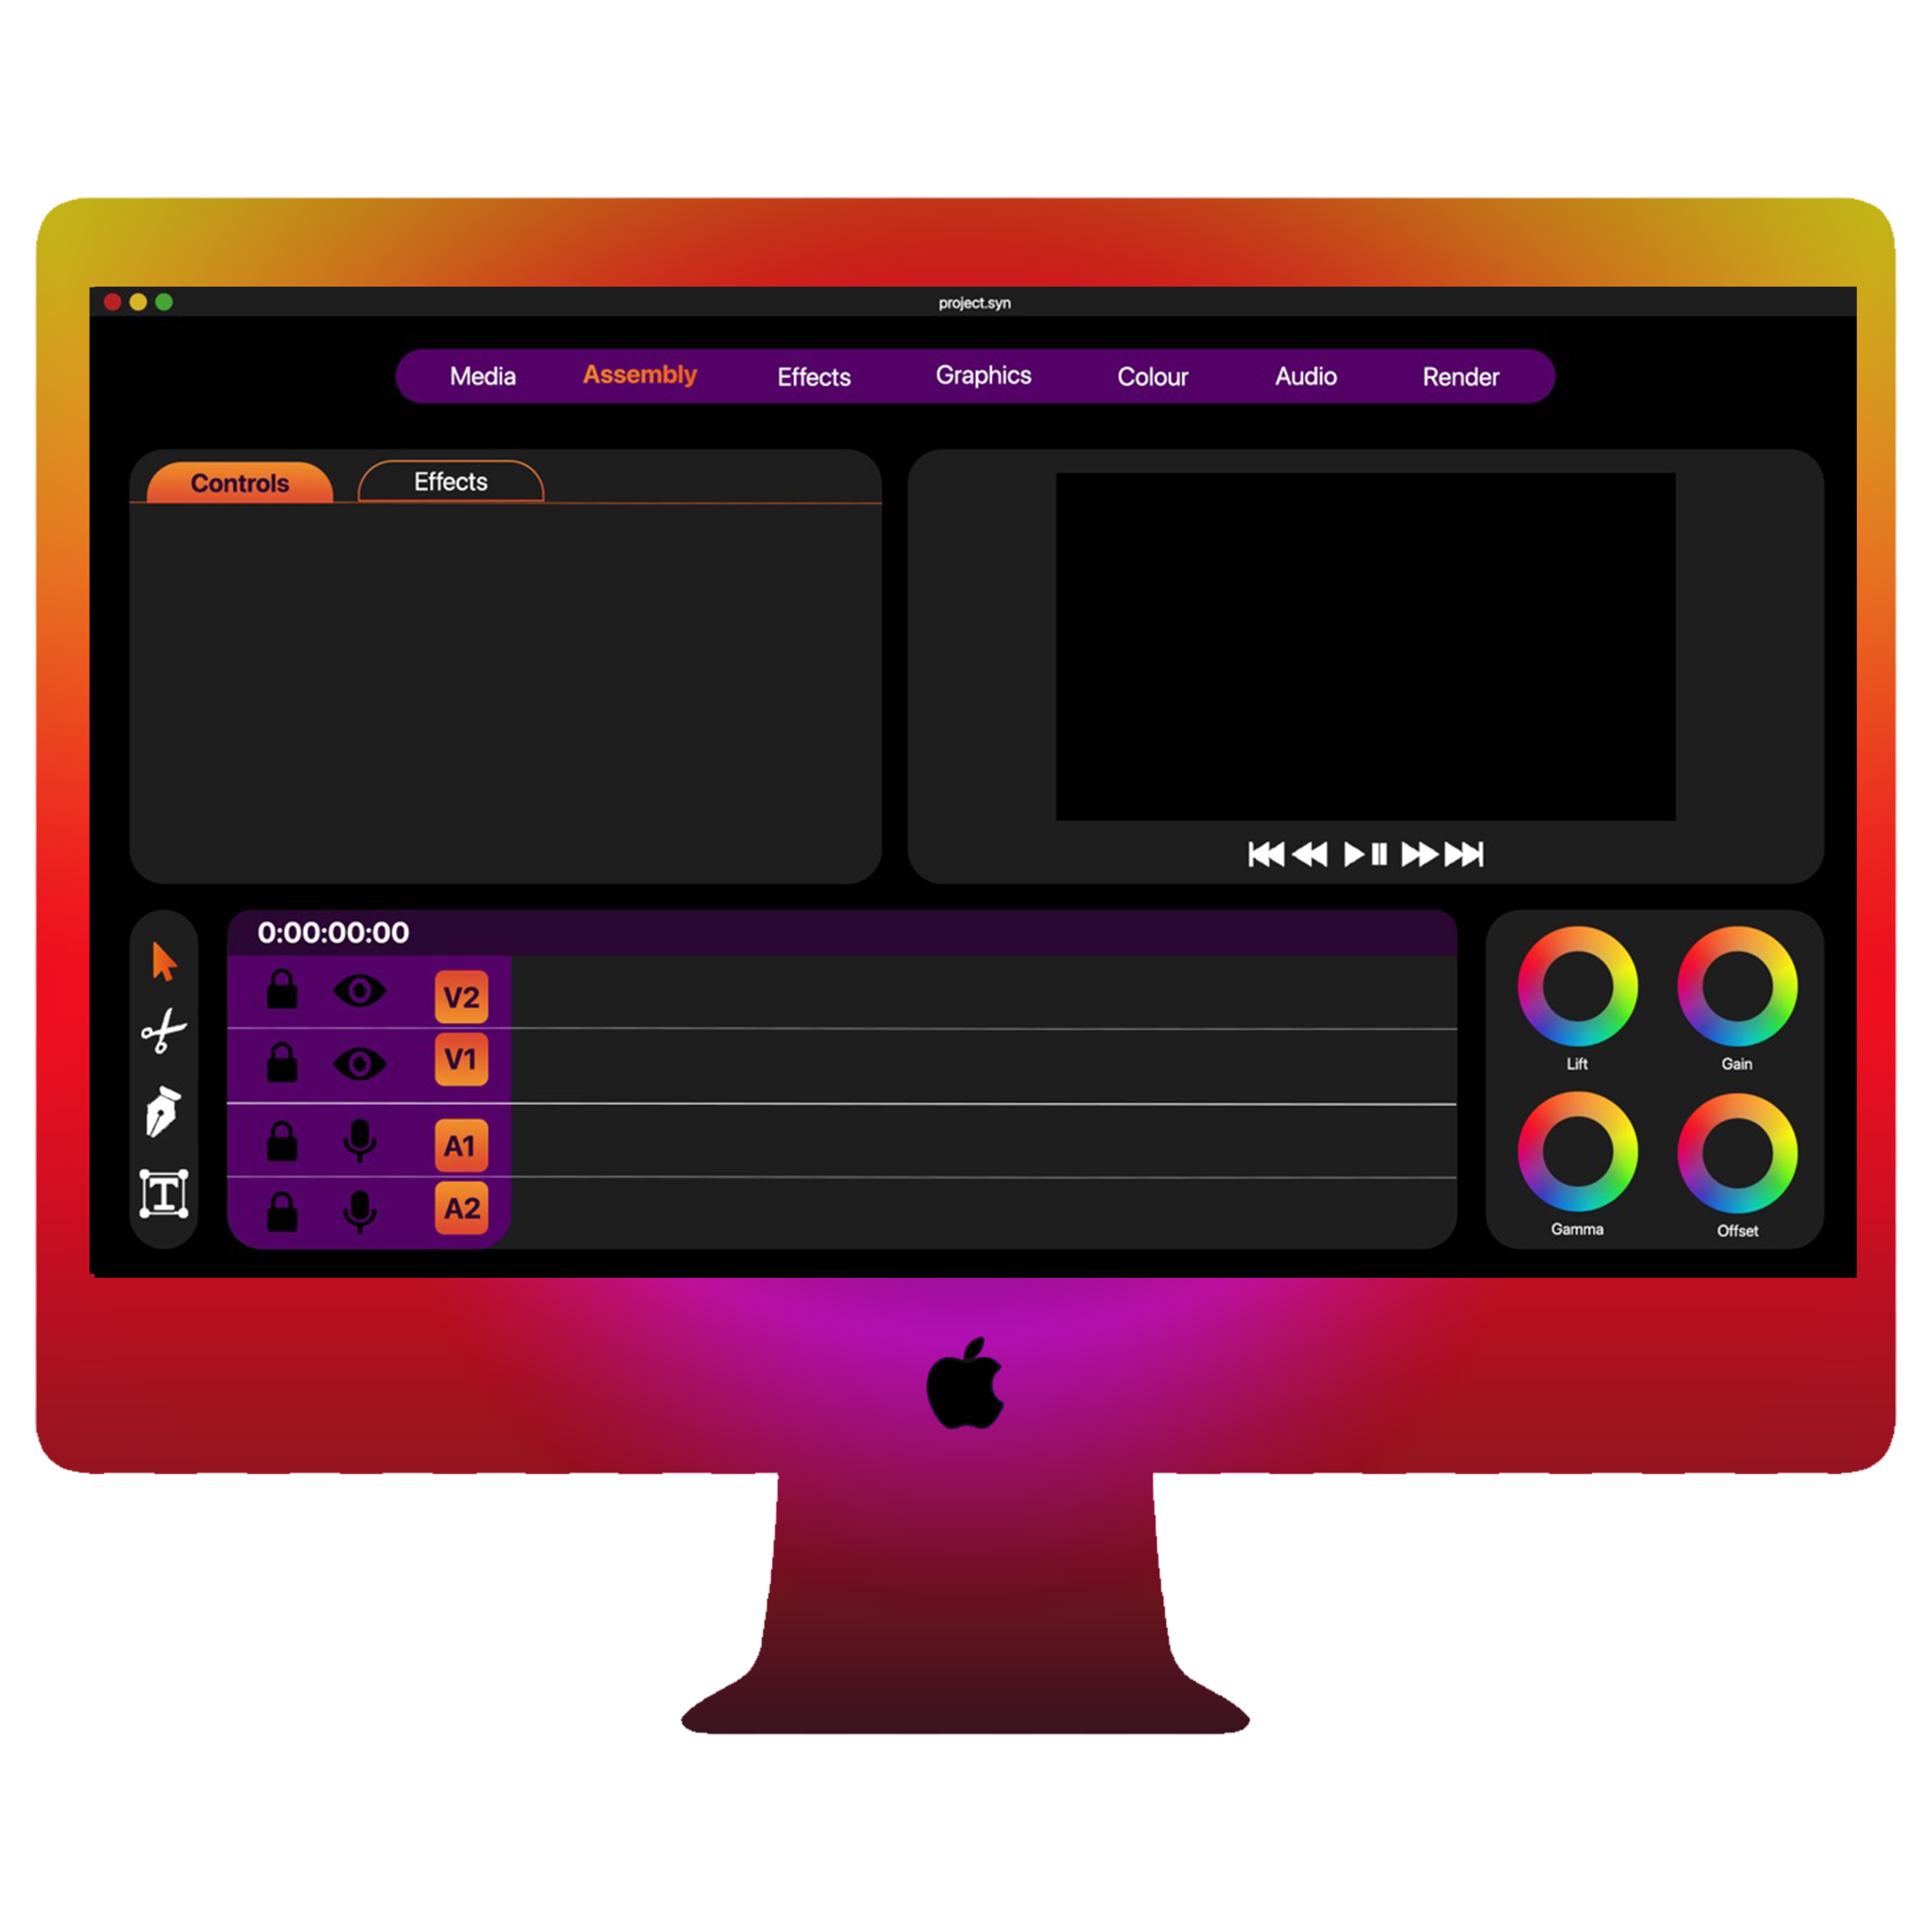 project.syn
Media Assembly Effects Graphics Colour Audio Render
Controls Effects
0:00:00:00
V2
V1
A1
A2
T
Lift Gain
Gamma Offset